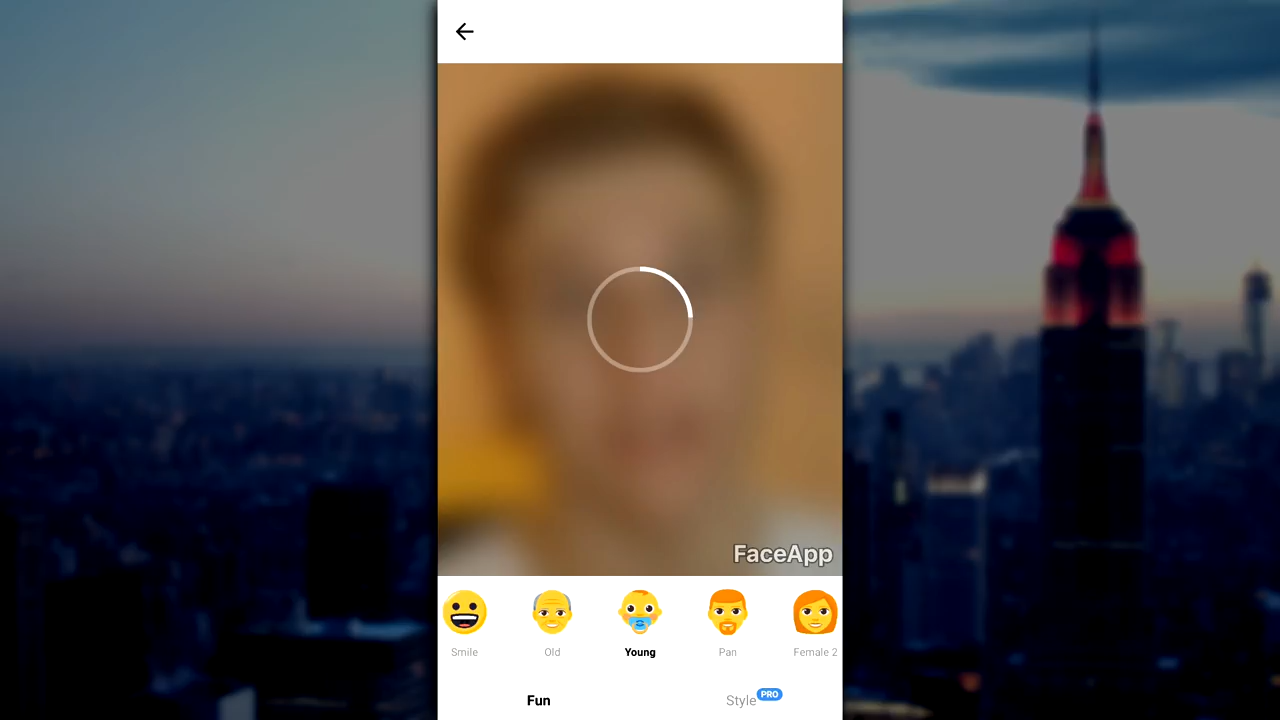 FaceApp
Smile
Old
Young
Pan
Female 2
Fun
Style PRO